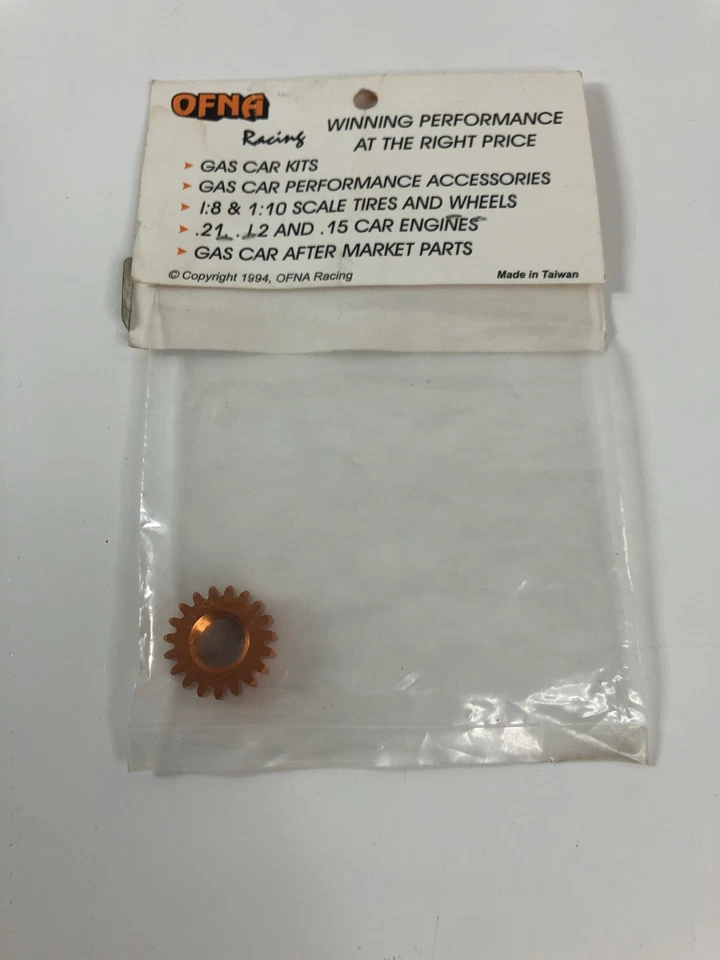 OFNA
Racing
WINNING PERFORMANCE
AT THE RIGHT PRICE
➤ GAS CAR KITS
➤ GAS CAR PERFORMANCE ACCESSORIES
➤ 1:8 & 1:10 SCALE TIRES AND WHEELS
➤ .21, .12 AND .15 CAR ENGINES
➤ GAS CAR AFTER MARKET PARTS
© Copyright 1994, OFNA Racing Made in Taiwan